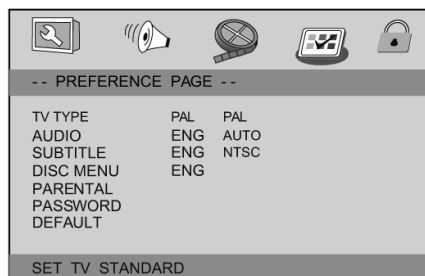 -- PREFERENCE PAGE --
TV TYPE PAL PAL
AUDIO ENG AUTO
SUBTITLE ENG NTSC
DISC MENU ENG
PARENTAL
PASSWORD
DEFAULT
SET TV STANDARD